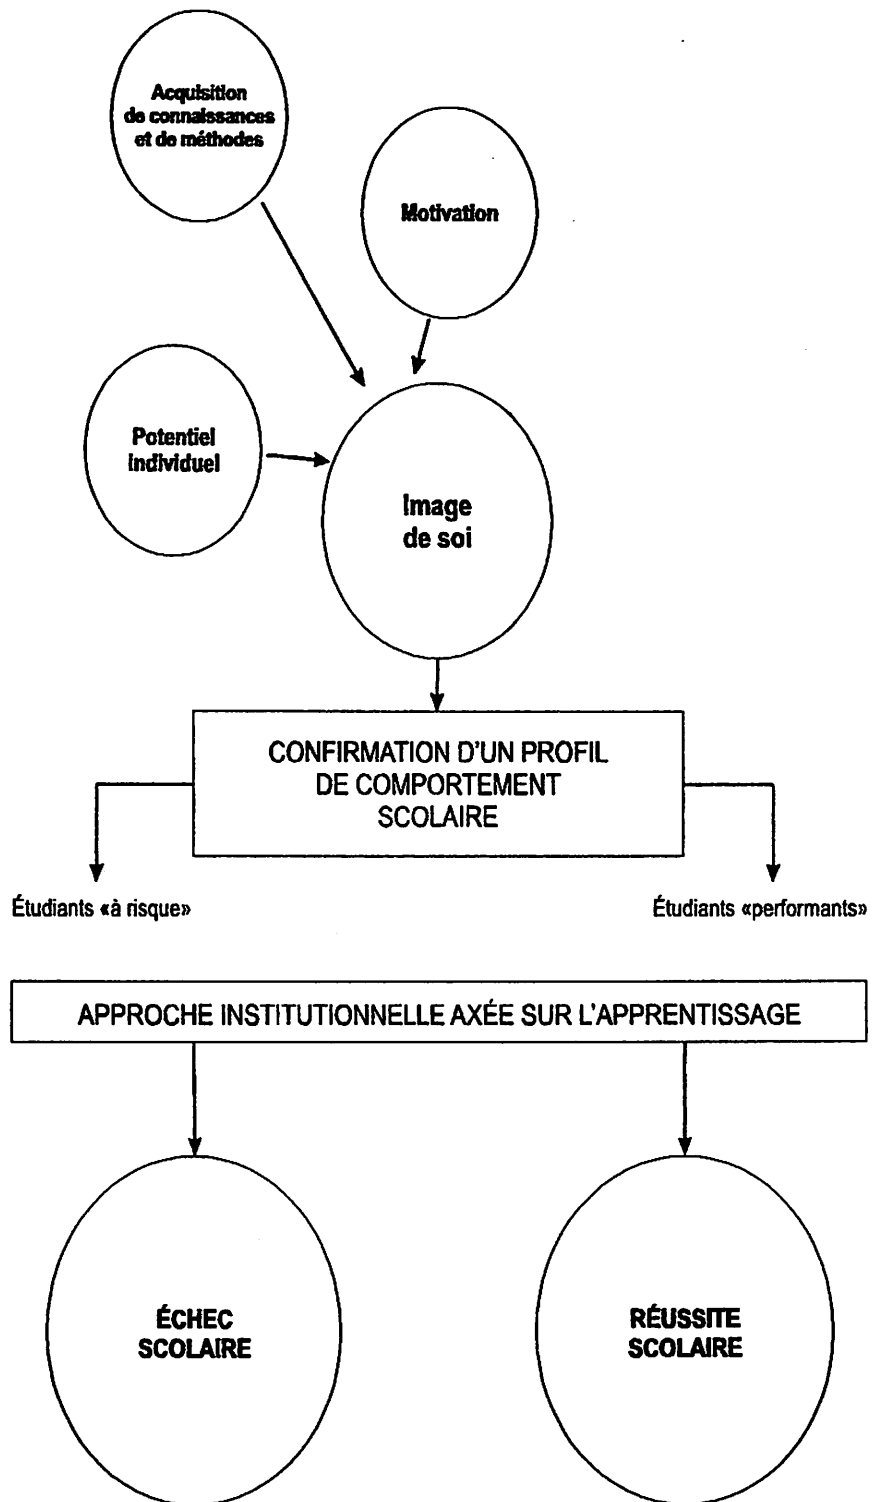 Acquisition
de connaissances
et de méthodes
Motivation
Potentiel
individuel
Image
de soi
CONFIRMATION D'UN PROFIL
DE COMPORTEMENT
SCOLAIRE
Étudiants «à risque»
Étudiants «performants»
APPROCHE INSTITUTIONNELLE AXÉE SUR L'APPRENTISSAGE
ÉCHEC
SCOLAIRE
RÉUSSITE
SCOLAIRE